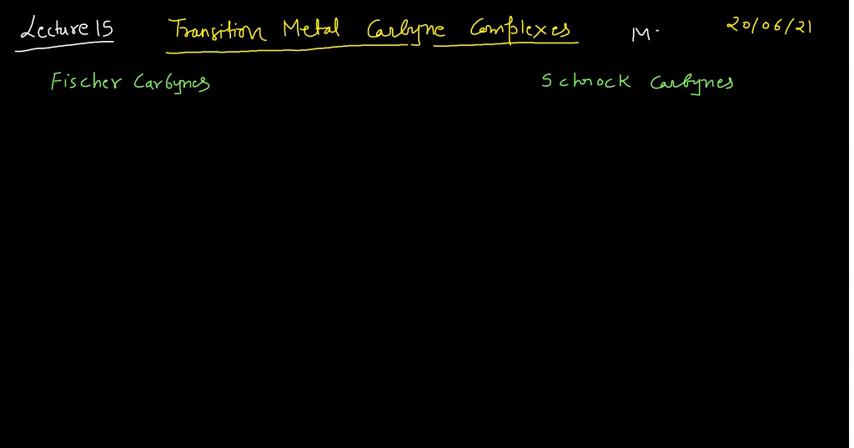 Lecture 15 Transition Metal Carbyne Complexes M. 20/06/21
Fischer Carbynes Schrock Carbynes